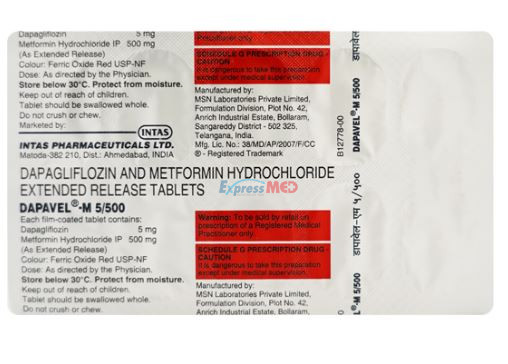 Dapagliflozin 5 mg
Metformin Hydrochloride IP 500 mg
(As Extended Release)
Colour: Ferric Oxide Red USP-NF
Dose: As directed by the Physician.
Store below 30°C. Protect from moisture.
Keep out of reach of children.
Tablet should be swallowed whole.
Do not crush or chew.
Marketed by:
INTAS
INTAS PHARMACEUTICALS LTD.
Matoda-382 210, Dist.: Ahmedabad, INDIA
Practitioner only.
SCHEDULE G PRESCRIPTION DRUG -
CAUTION
It is dangerous to take this preparation
except under medical supervision.
Manufactured by:
MSN Laboratories Private Limited,
Formulation Division, Plot No. 42,
Anrich Industrial Estate, Bollaram,
Sangareddy District - 502 325,
Telangana, India.
Mfg. Lic. No.: 38/MD/AP/2007/F/CC
® - Registered Trademark
B12778-00
DAPAVEL®-M 5/500
डापावेल-एम ५/५००
DAPAGLIFLOZIN AND METFORMIN HYDROCHLORIDE
EXTENDED RELEASE TABLETS
ExpressMED
DAPAVEL®-M 5/500
Each film-coated tablet contains:
Dapagliflozin 5 mg
Metformin Hydrochloride IP 500 mg
(As Extended Release)
Colour: Ferric Oxide Red USP-NF
Dose: As directed by the Physician.
Store below 30°C. Protect from moisture.
Keep out of reach of children.
Tablet should be swallowed whole.
Do not crush or chew.
Warning: To be sold by retail on
prescription of a Registered Medical
Practitioner only.
SCHEDULE G PRESCRIPTION DRUG -
CAUTION
It is dangerous to take this preparation
except under medical supervision.
Manufactured by:
MSN Laboratories Private Limited,
Formulation Division, Plot No. 42,
Anrich Industrial Estate, Bollaram,
-M 5/500
डापावेल